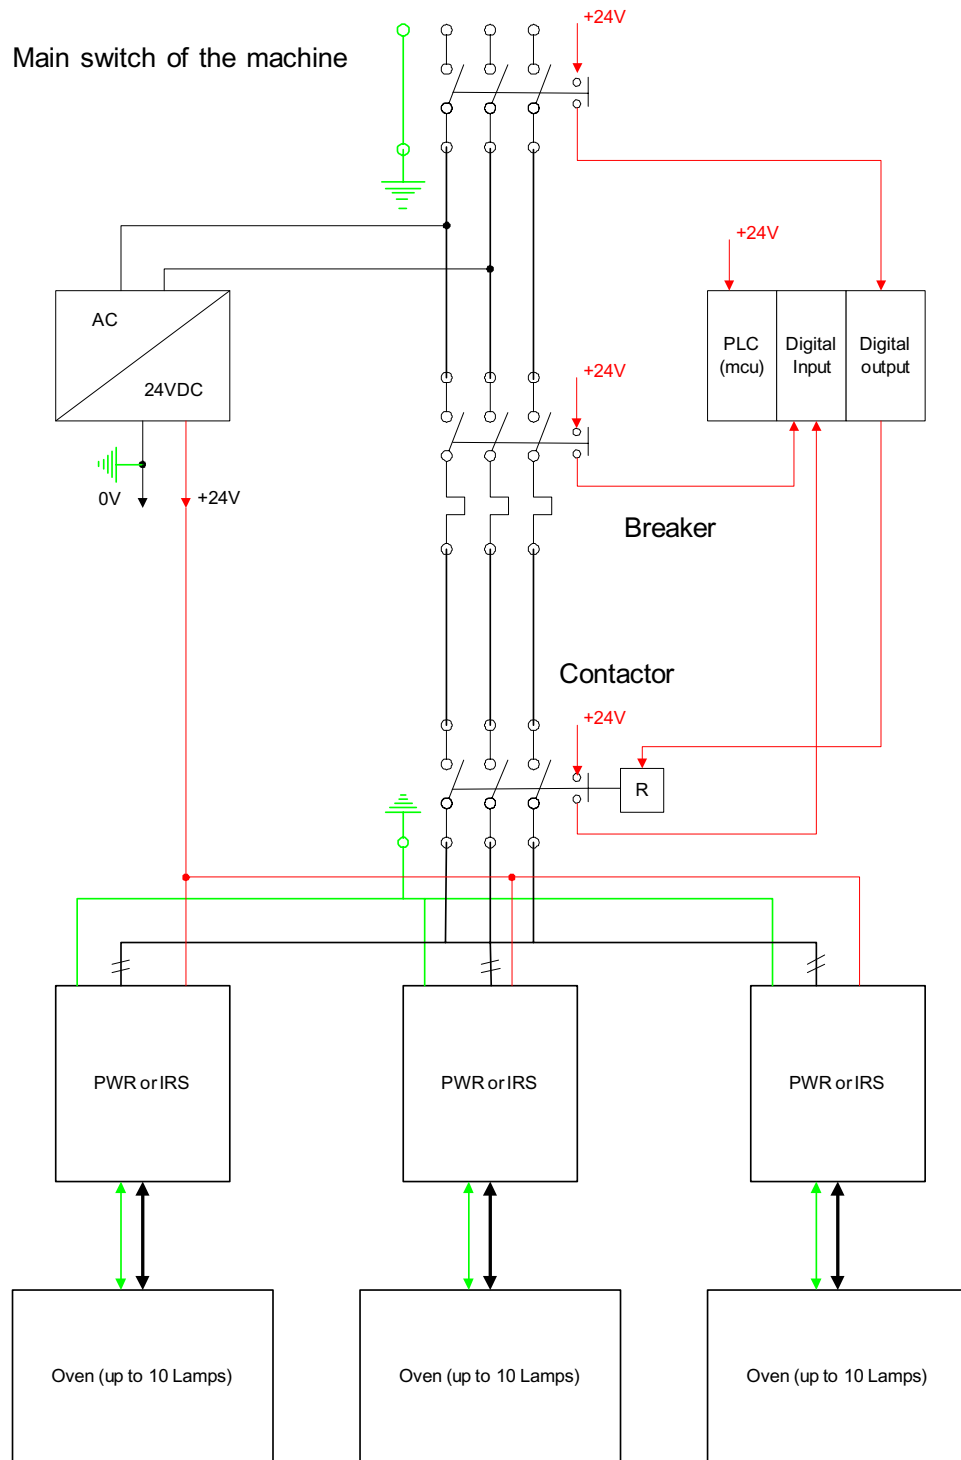 +24V
Main switch of the machine
+24V
AC
24VDC
PLC
(mcu)
Digital
Input
Digital
output
+24V
0V
+24V
Breaker
Contactor
+24V
R
PWR or IRS
PWR or IRS
PWR or IRS
Oven (up to 10 Lamps)
Oven (up to 10 Lamps)
Oven (up to 10 Lamps)